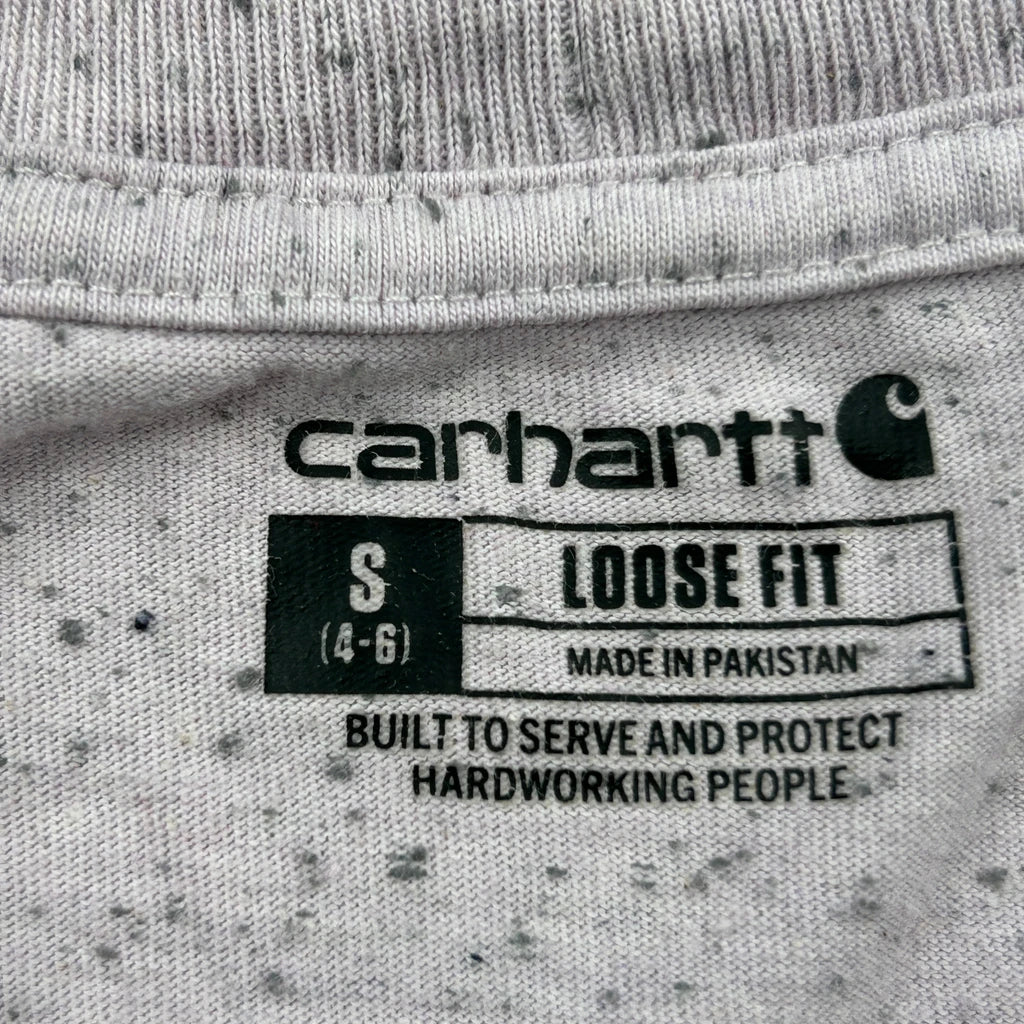 carhartt
S
(4-6)
LOOSE FIT
MADE IN PAKISTAN
BUILT TO SERVE AND PROTECT
HARDWORKING PEOPLE